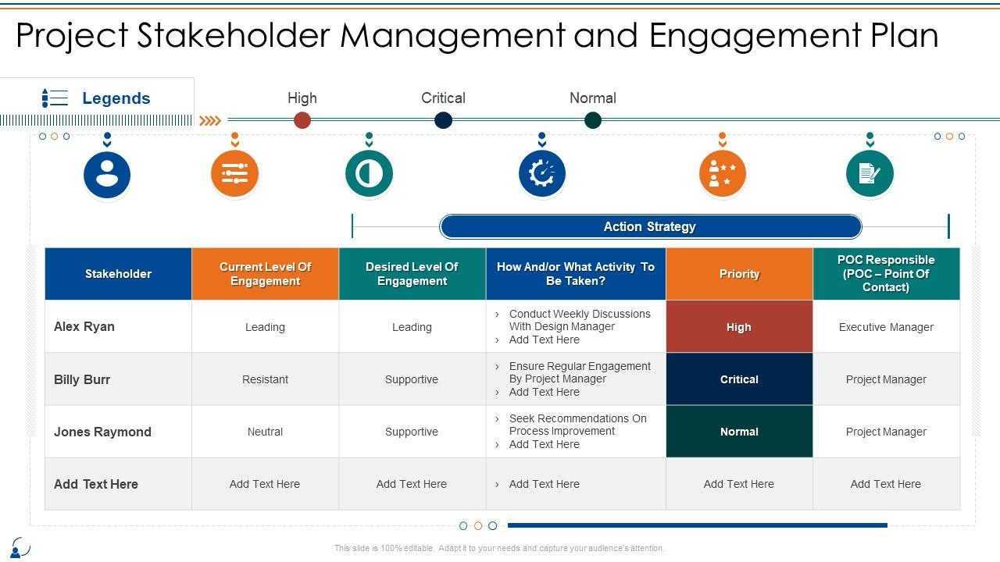 Project Stakeholder Management and Engagement Plan
Legends
High
Critical
Normal
Action Strategy
Stakeholder
Current Level Of
Engagement
Desired Level Of
Engagement
How And/or What Activity To
Be Taken?
Priority
POC Responsible
(POC – Point Of
Contact)
Alex Ryan
Leading
Leading
› Conduct Weekly Discussions
With Design Manager
› Add Text Here
High
Executive Manager
Billy Burr
Resistant
Supportive
› Ensure Regular Engagement
By Project Manager
› Add Text Here
Critical
Project Manager
Jones Raymond
Neutral
Supportive
› Seek Recommendations On
Process Improvement
› Add Text Here
Normal
Project Manager
Add Text Here
Add Text Here
Add Text Here
› Add Text Here
Add Text Here
Add Text Here
This slide is 100% editable. Adapt it to your needs and capture your audience's attention.